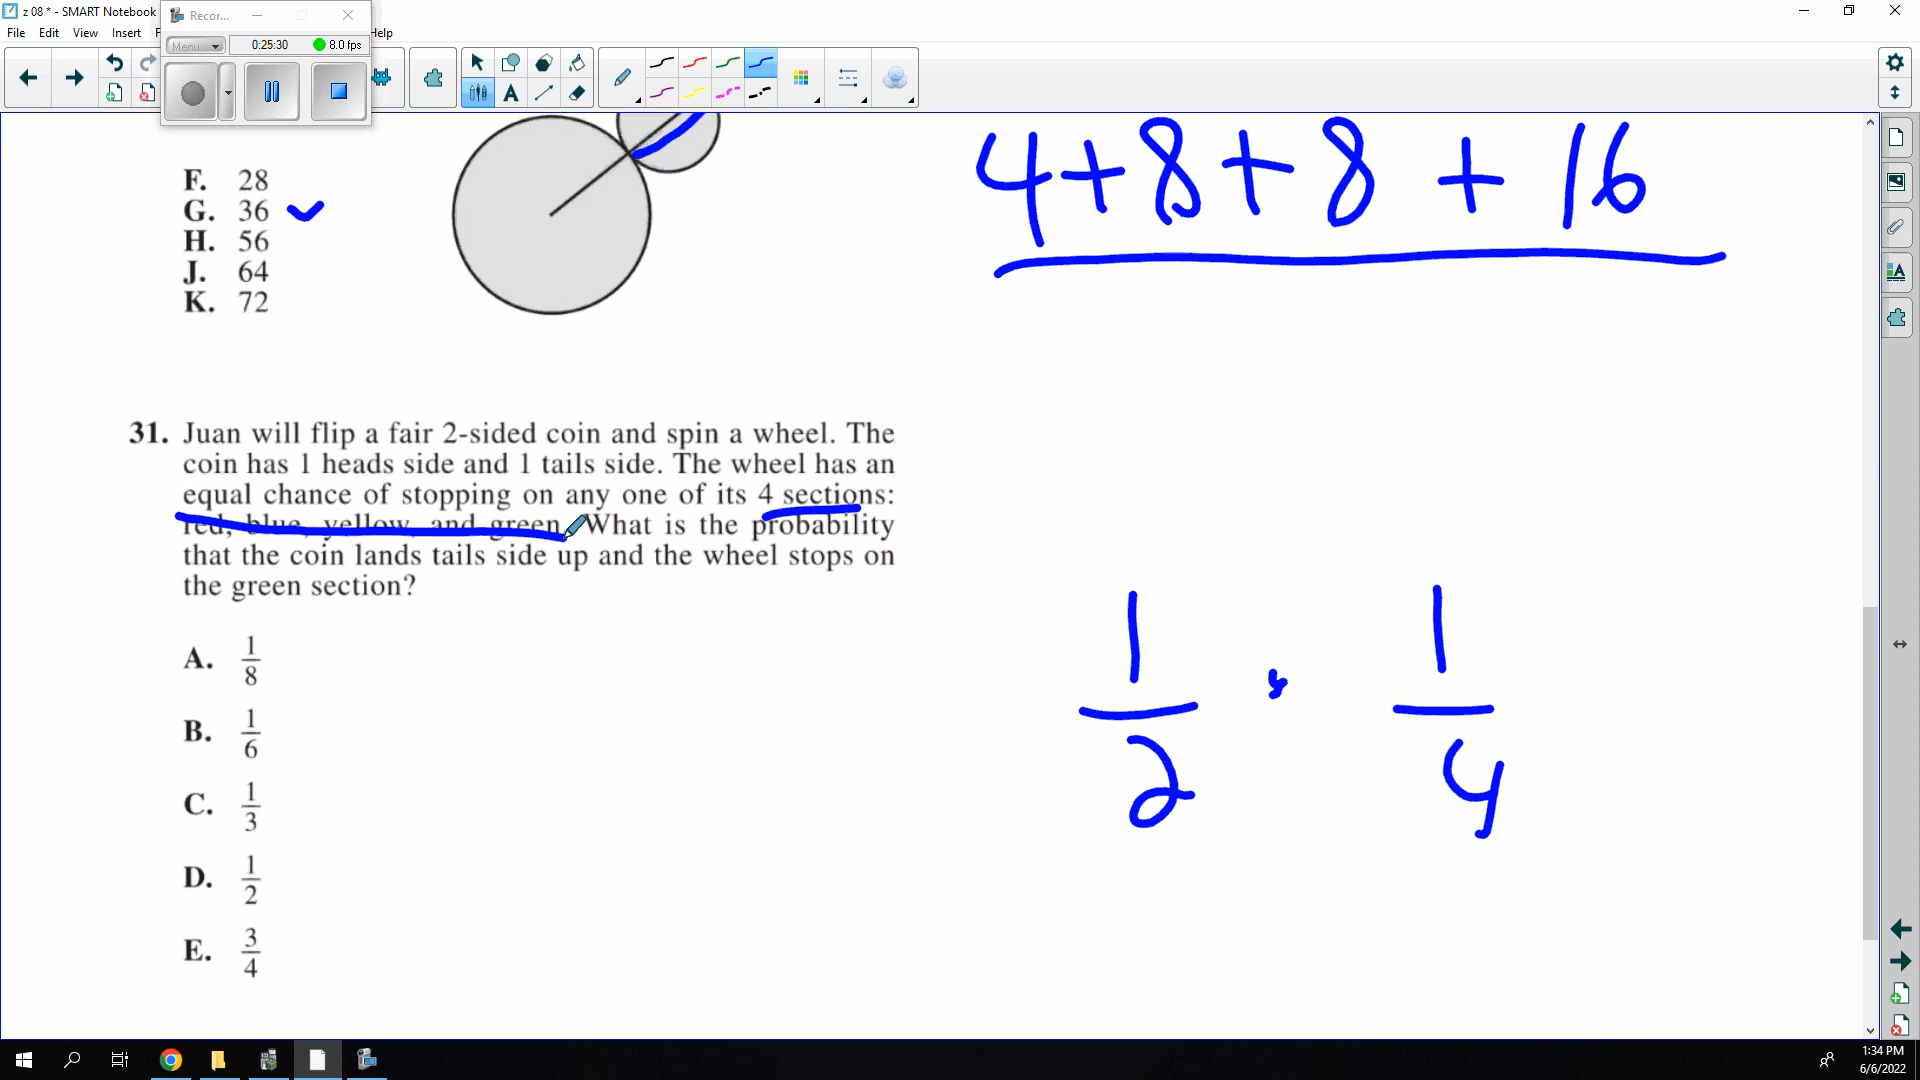 z 08 * - SMART Notebook
Recor...
File Edit View Insert Help
Menu 0:25:30 8.0 fps
4+8+8+16
F. 28
G. 36
H. 56
J. 64
K. 72
31. Juan will flip a fair 2-sided coin and spin a wheel. The
coin has 1 heads side and 1 tails side. The wheel has an
equal chance of stopping on any one of its 4 sections:
red, blue, yellow, and green. What is the probability
that the coin lands tails side up and the wheel stops on
the green section?
A. 1/8
B. 1/6
C. 1/3
D. 1/2
E. 3/4
1/2 · 1/4
1:34 PM
6/6/2022